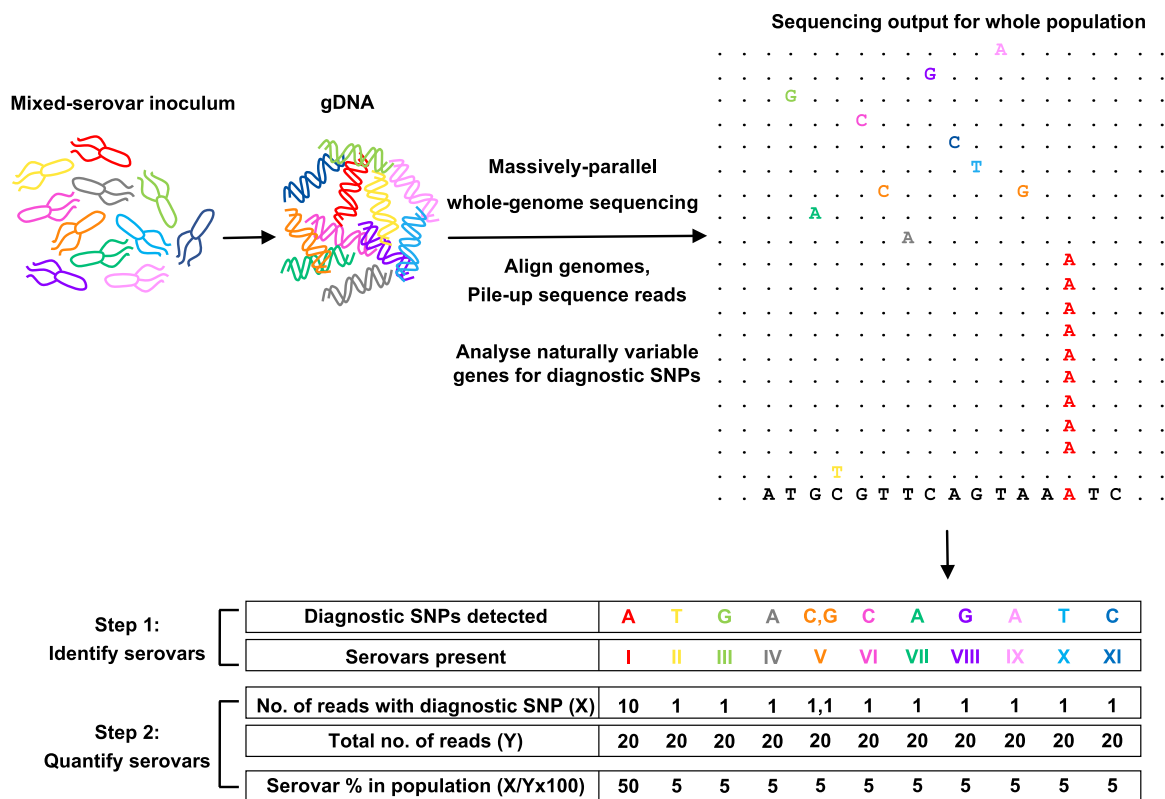 Sequencing output for whole population
Mixed-serovar inoculum
gDNA
Massively-parallel
whole-genome sequencing
Align genomes,
Pile-up sequence reads
Analyse naturally variable
genes for diagnostic SNPs
A
G
G
C
C
T
C G
A
A
A
A
A
A
A
A
A
A
A
T
A T G C G T T C A G T A A A T C
Step 1:
Identify serovars
Diagnostic SNPs detected A T G A C,G C A G A T C
Serovars present I II III IV V VI VII VIII IX X XI
Step 2:
Quantify serovars
No. of reads with diagnostic SNP (X) 10 1 1 1 1,1 1 1 1 1 1 1
Total no. of reads (Y) 20 20 20 20 20 20 20 20 20 20 20
Serovar % in population (X/Yx100) 50 5 5 5 5 5 5 5 5 5 5